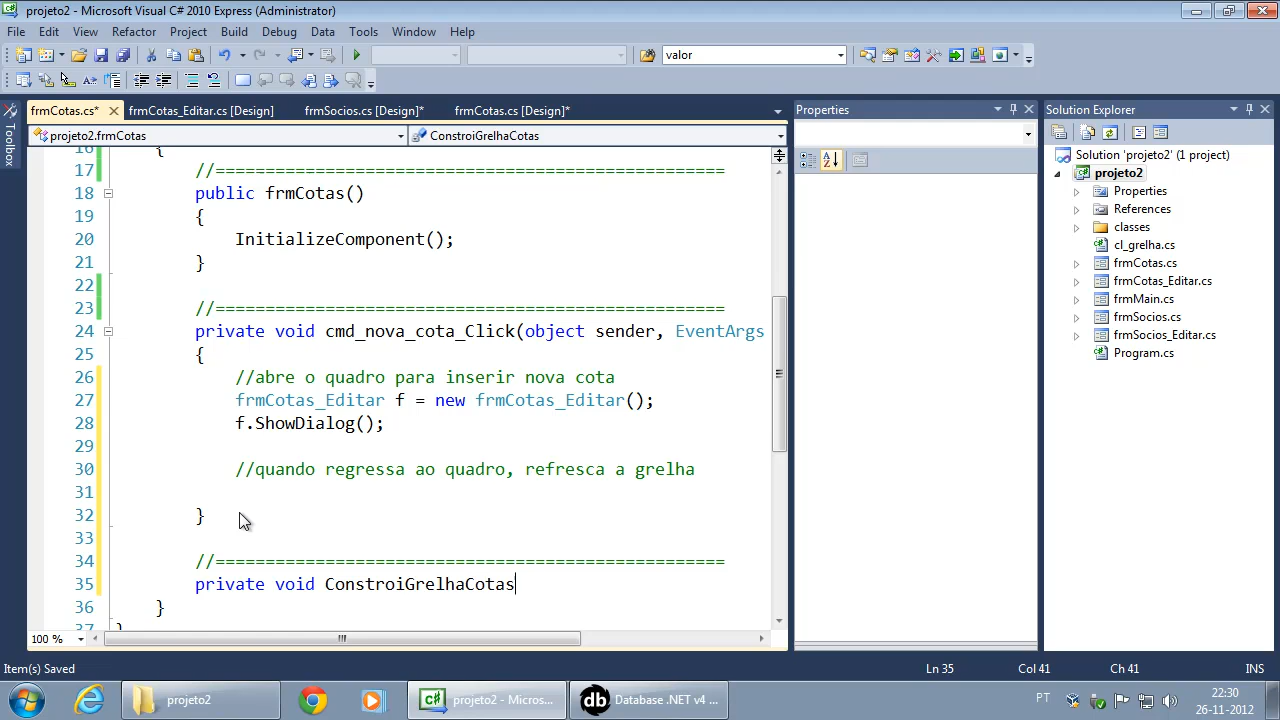 projeto2 - Microsoft Visual C# 2010 Express (Administrator)
File Edit View Refactor Project Build Debug Tools Data Window Help
valor
frmCotas.cs* frmCotas_Editar.cs [Design] frmSocios.cs [Design]* frmCotas.cs [Design]*
Properties
Solution Explorer
Toolbox
projeto2.frmCotas
ConstroiGrelhaCotas
16 {
17 //===================================================
18 public frmCotas()
19 {
20 InitializeComponent();
21 }
22
23 //===================================================
24 private void cmd_nova_cota_Click(object sender, EventArgs
25 {
26 //abre o quadro para inserir nova cota
27 frmCotas_Editar f = new frmCotas_Editar();
28 f.ShowDialog();
29
30 //quando regressa ao quadro, refresca a grelha
31
32 }
33
34 //===================================================
35 private void ConstroiGrelhaCotas
36 }
37 }
Solution 'projeto2' (1 project)
projeto2
Properties
References
classes
cl_grelha.cs
frmCotas.cs
frmCotas_Editar.cs
frmMain.cs
frmSocios.cs
frmSocios_Editar.cs
Program.cs
100 %
Item(s) Saved
Ln 35 Col 41 Ch 41 INS
projeto2
projeto2 - Micros...
db Database .NET v4 ...
PT
22:30
26-11-2012